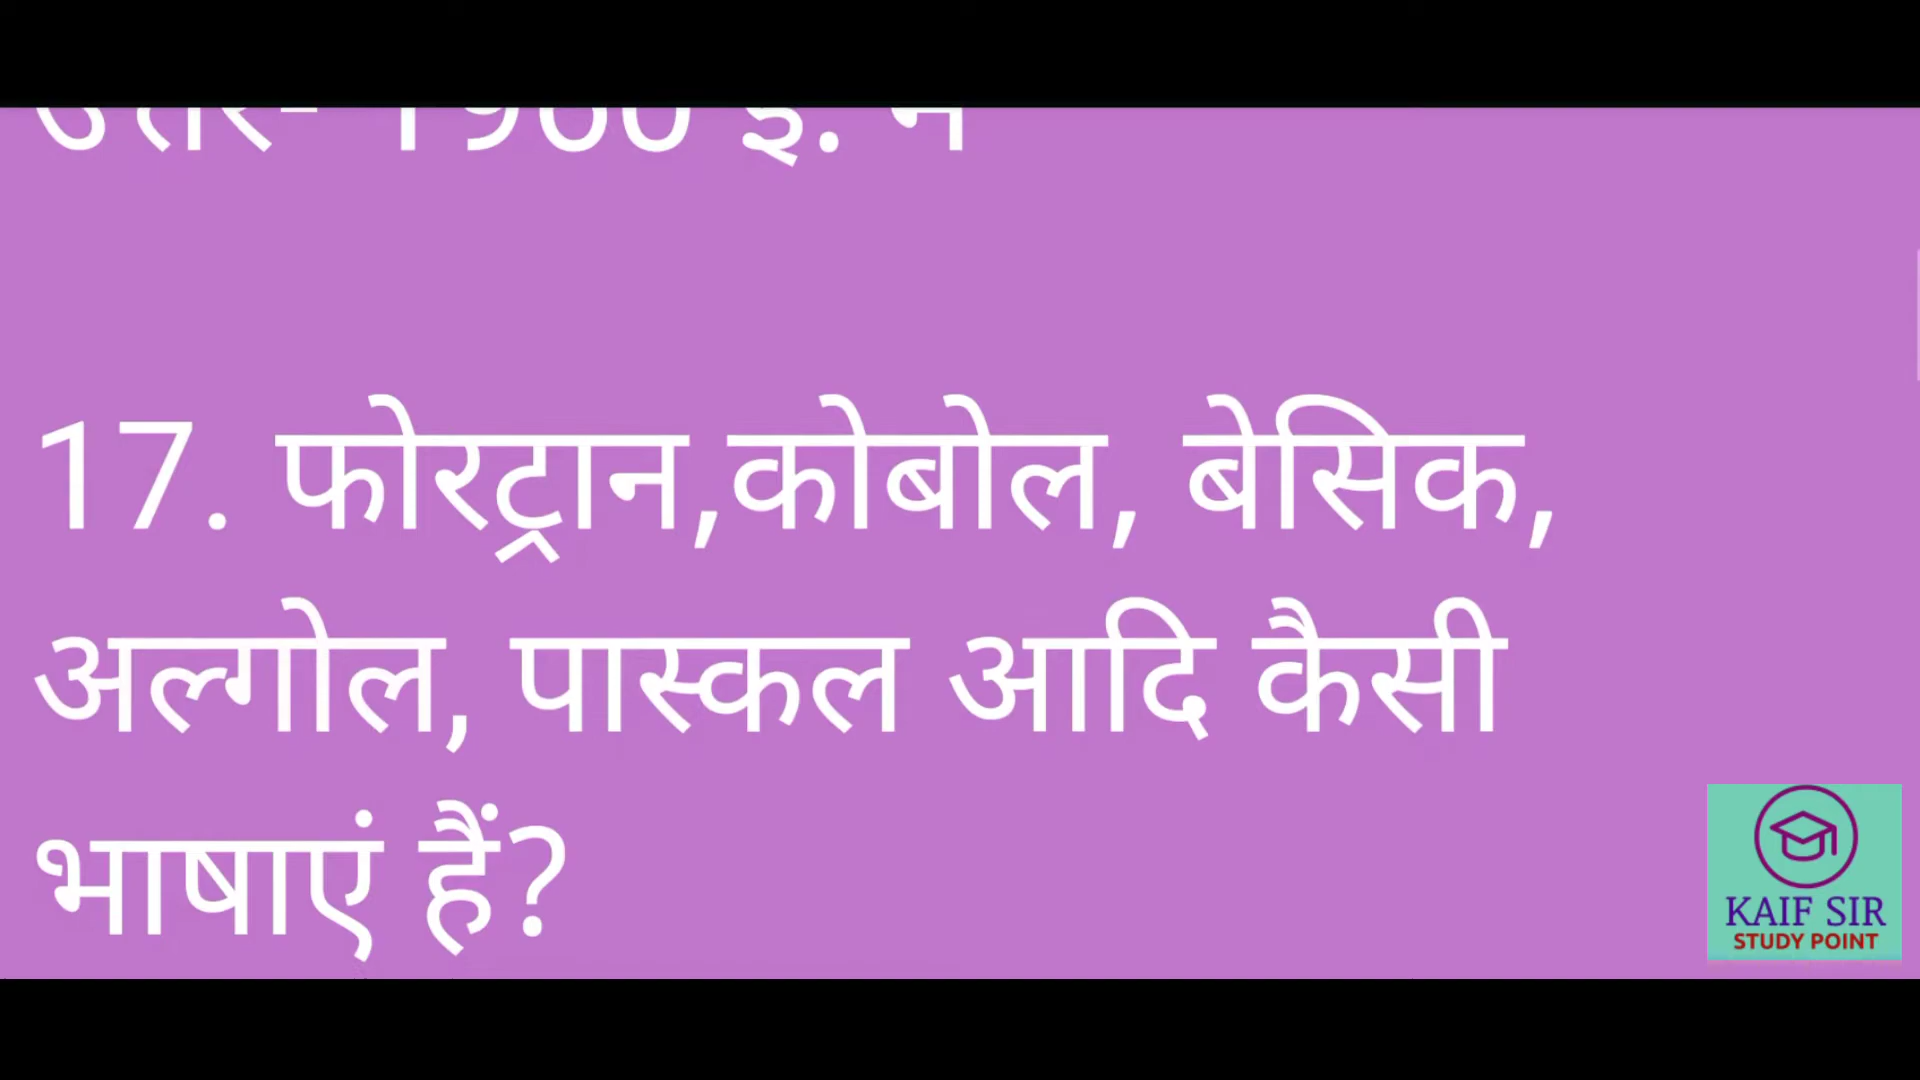 17. फोरट्रान,कोबोल, बेसिक,
अल्गोल, पास्कल आदि कैसी
भाषाएं हैं?
KAIF SIR
STUDY POINT